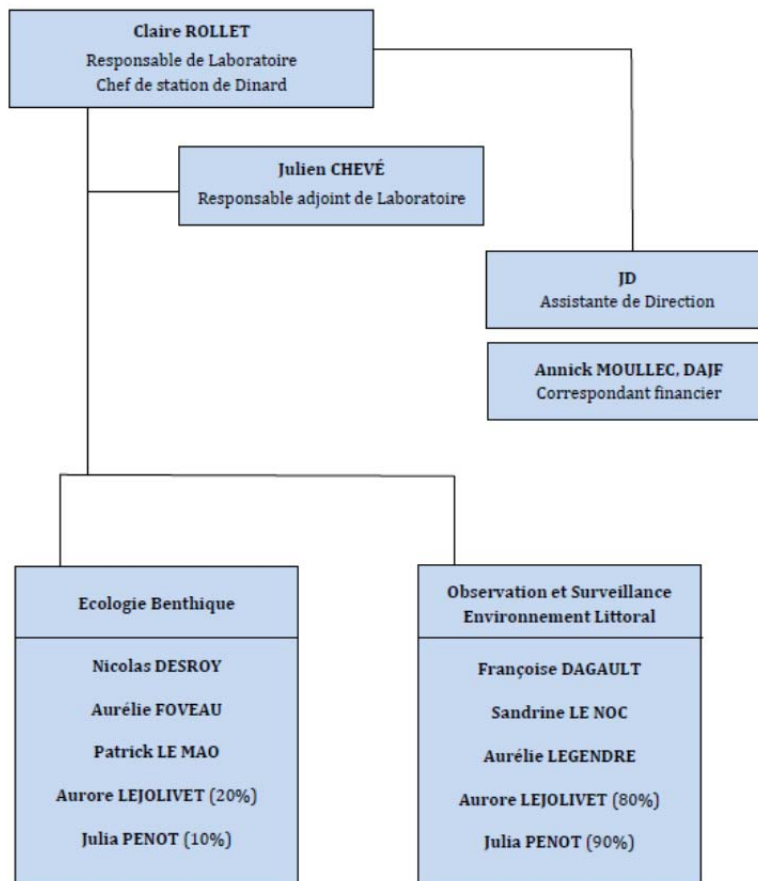 Claire ROLLET
Responsable de Laboratoire
Chef de station de Dinard
Julien CHEVÉ
Responsable adjoint de Laboratoire
JD
Assistante de Direction
Annick MOULLEC, DAJF
Correspondant financier
Ecologie Benthique
Nicolas DESROY
Aurélie FOVEAU
Patrick LE MAO
Aurore LEJOLIVET (20%)
Julia PENOT (10%)
Observation et Surveillance
Environnement Littoral
Françoise DAGAULT
Sandrine LE NOC
Aurélie LEGENDRE
Aurore LEJOLIVET (80%)
Julia PENOT (90%)